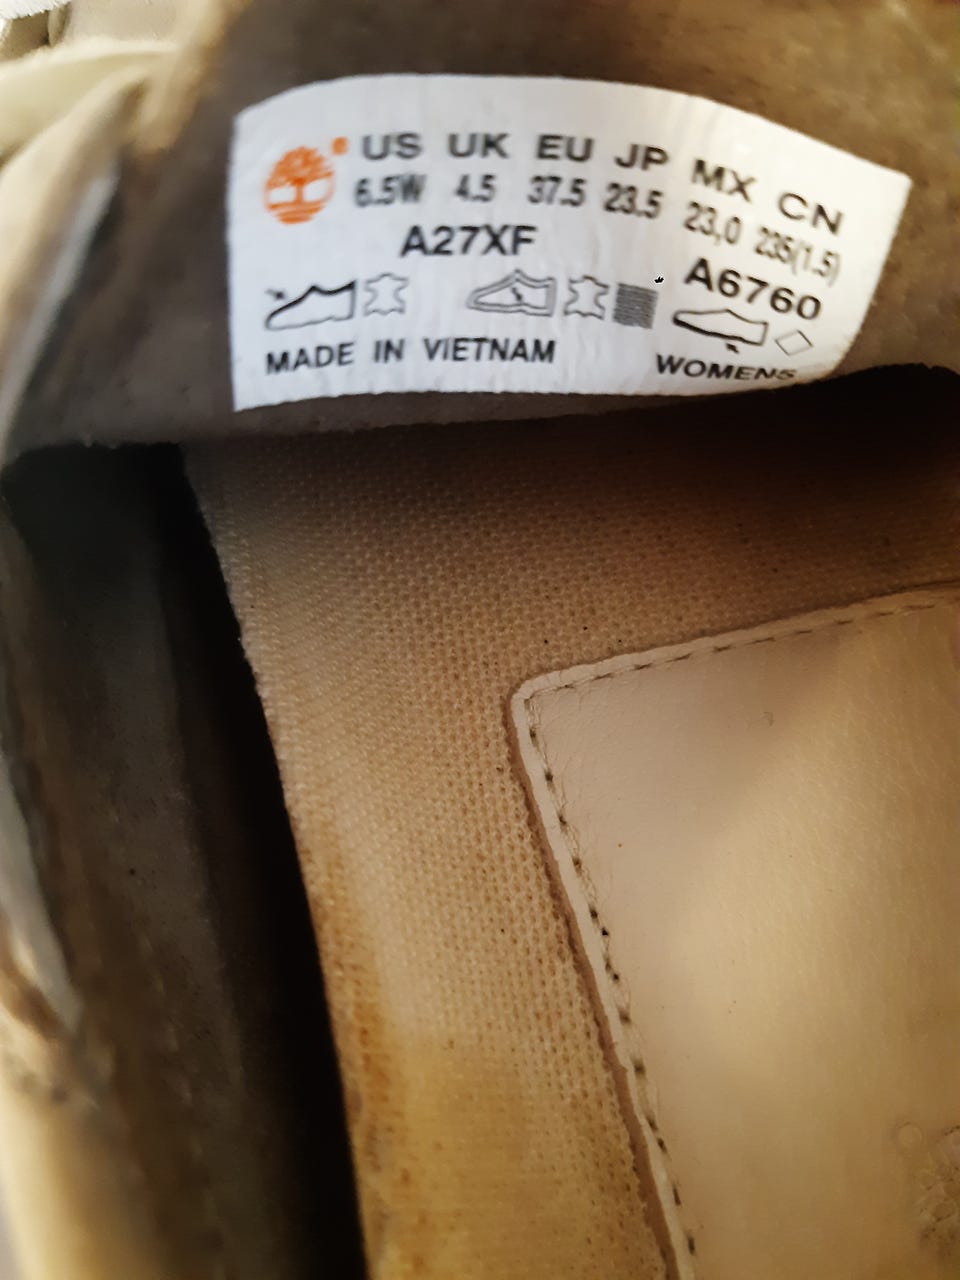 US UK EU JP MX CN
6.5W 4.5 37.5 23.5 23,0 235(1.5)
A27XF
A6760
MADE IN VIETNAM
WOMENS